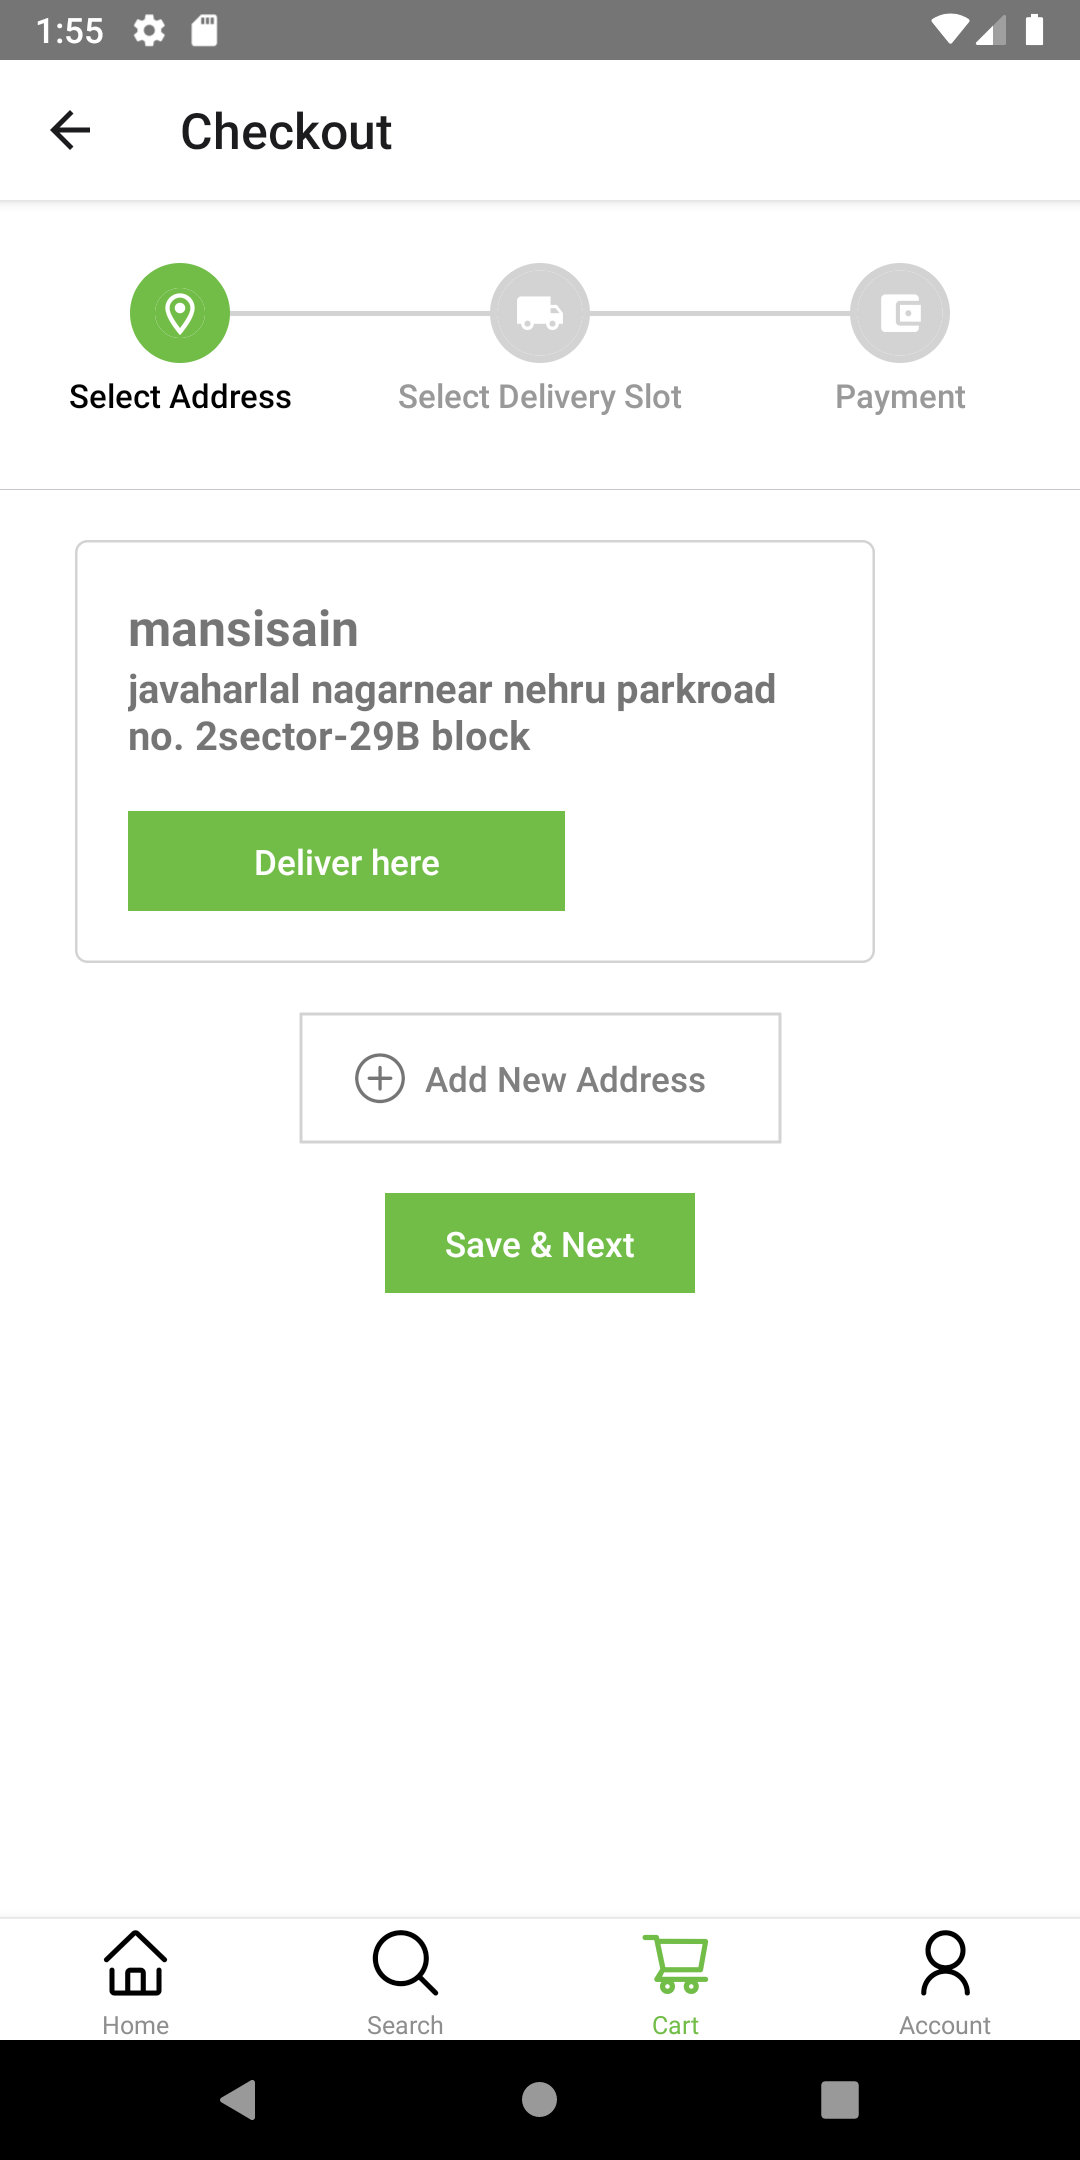 1:55
Checkout
Select Address
Select Delivery Slot
Payment
mansisain
javaharlal nagarnear nehru parkroad
no. 2sector-29B block
Deliver here
Add New Address
Save & Next
Home
Search
Cart
Account